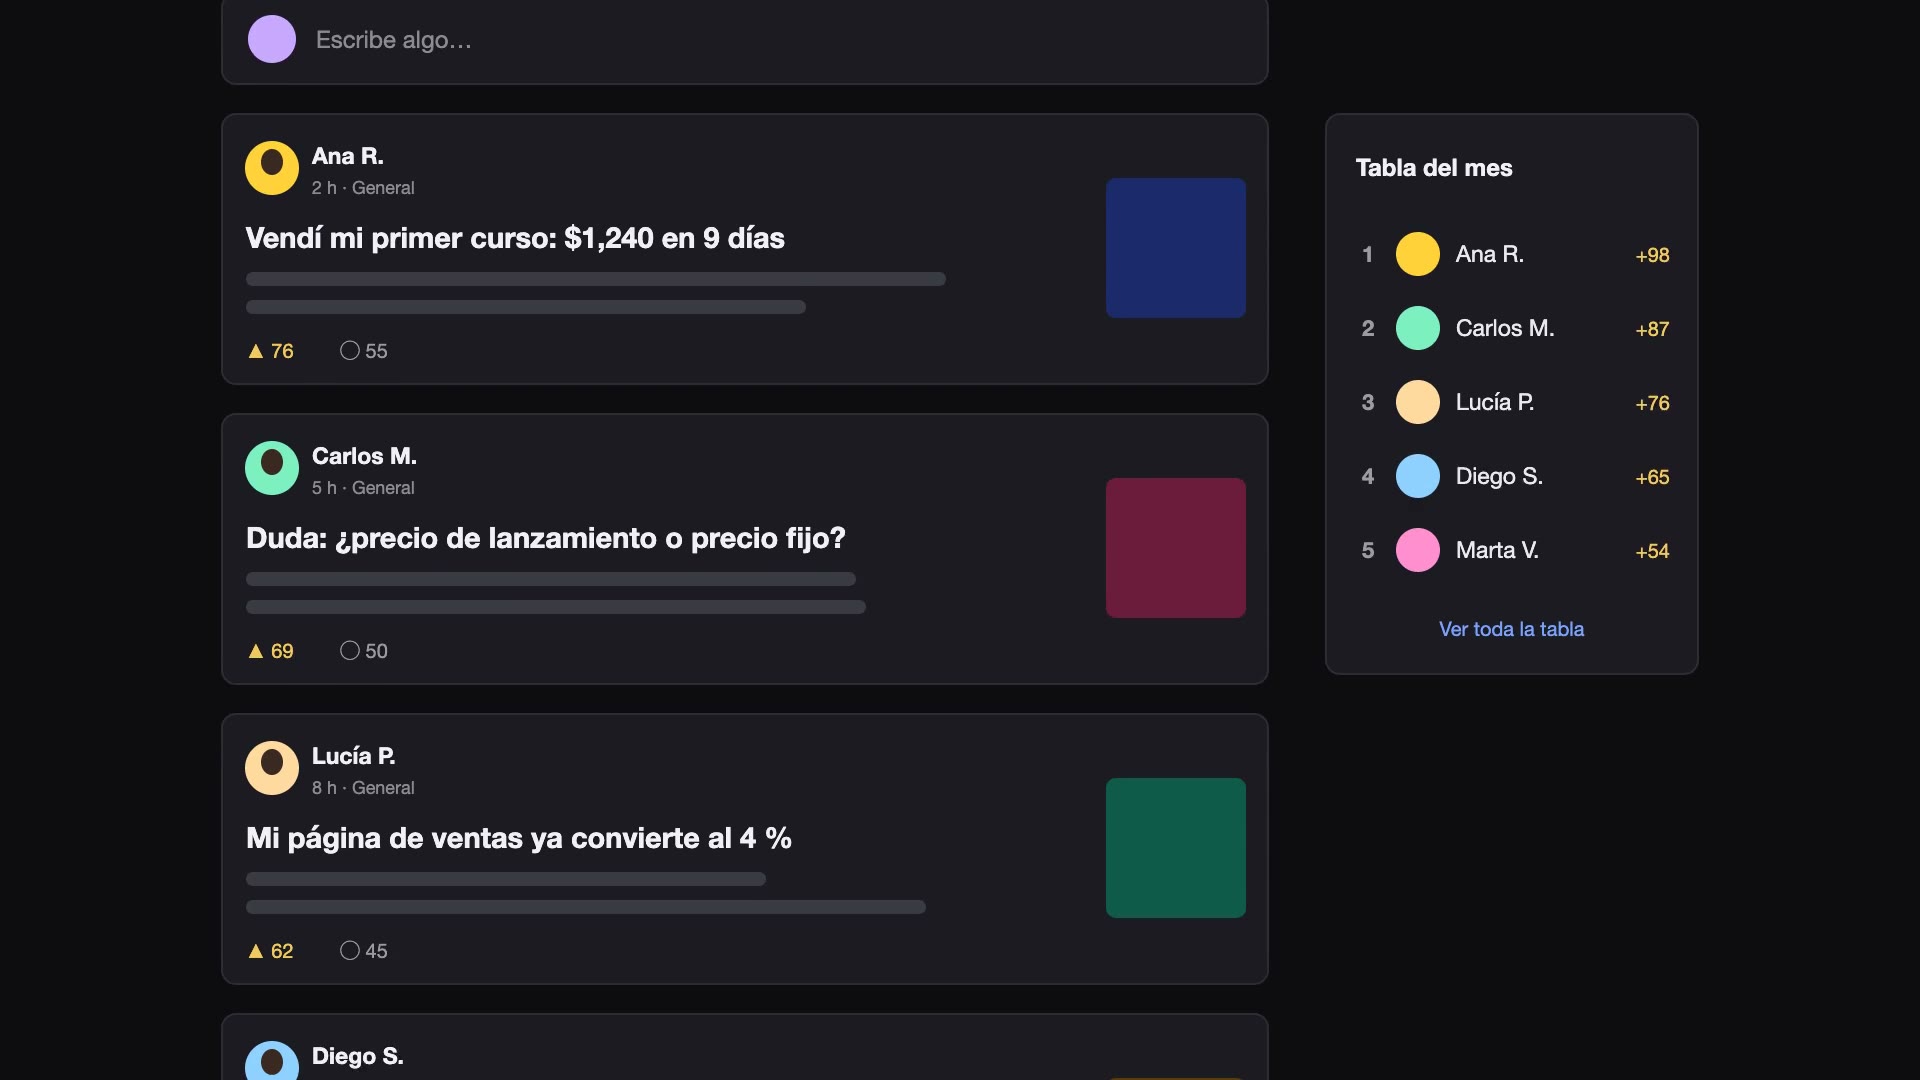 Escribe algo…
Ana R.
2 h · General
Vendí mi primer curso: $1,240 en 9 días
▲ 76 55
Carlos M.
5 h · General
Duda: ¿precio de lanzamiento o precio fijo?
▲ 69 50
Lucía P.
8 h · General
Mi página de ventas ya convierte al 4 %
▲ 62 45
Diego S.
Tabla del mes
1 Ana R. +98
2 Carlos M. +87
3 Lucía P. +76
4 Diego S. +65
5 Marta V. +54
Ver toda la tabla